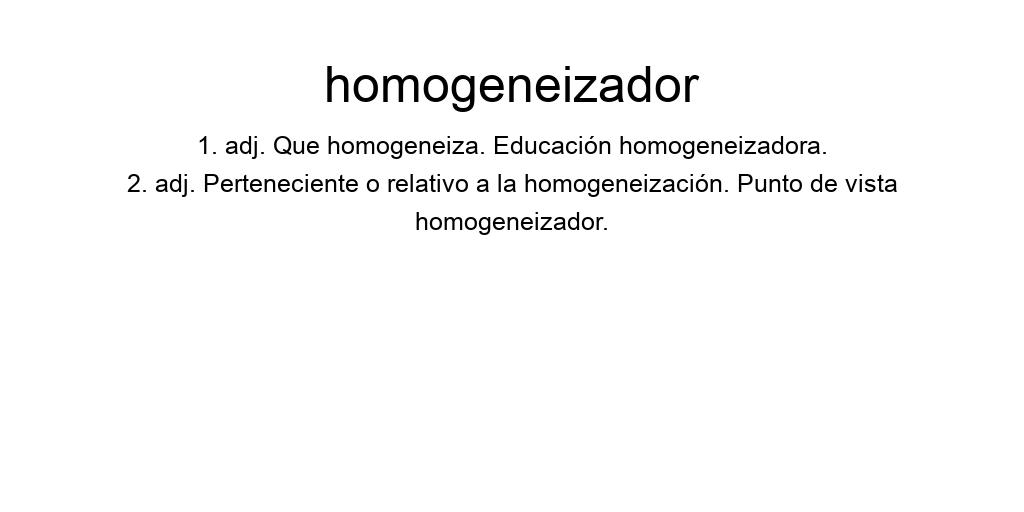 homogeneizador
1. adj. Que homogeneiza. Educación homogeneizadora.
2. adj. Perteneciente o relativo a la homogeneización. Punto de vista
homogeneizador.